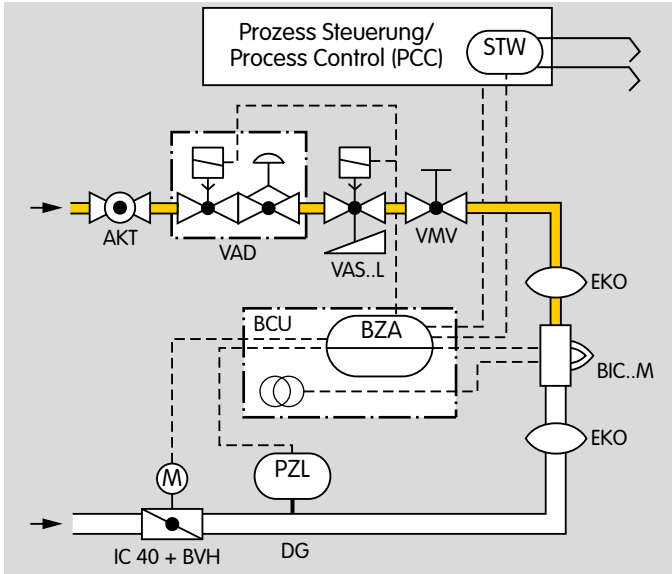 Prozess Steuerung/
Process Control (PCC)
STW
AKT
VAD
VAS..L
VMV
EKO
BCU
BZA
BIC..M
EKO
M
PZL
IC 40 + BVH
DG